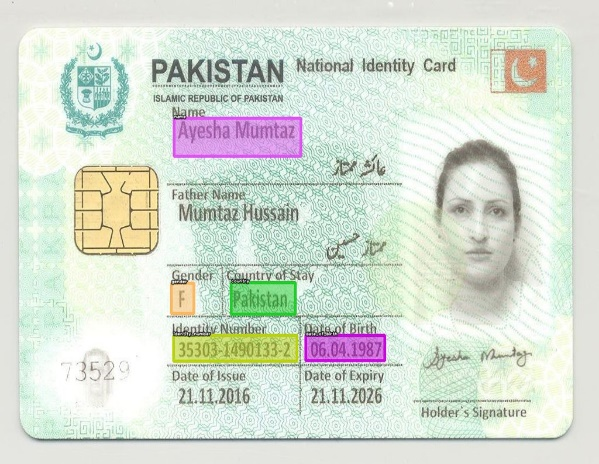 PAKISTAN National Identity Card
ISLAMIC REPUBLIC OF PAKISTAN
Name
Ayesha Mumtaz
عائشہ ممتاز
Father Name
Mumtaz Hussain
ممتاز حسین
Gender Country of Stay
F Pakistan
Identity Number Date of Birth
35303-1490133-2 06.04.1987
73529
Date of Issue Date of Expiry
21.11.2016 21.11.2026
Ayesha Mumtaz
Holder's Signature